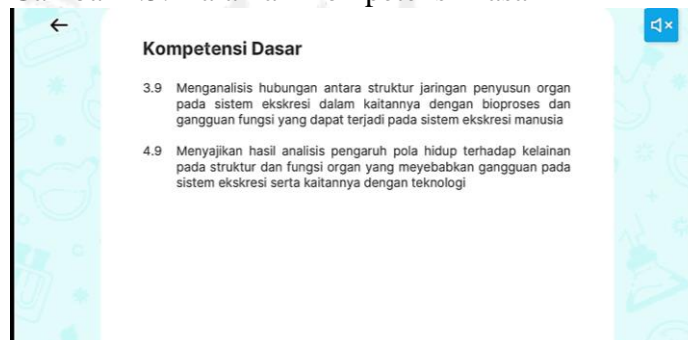 Kompetensi Dasar
3.9 Menganalisis hubungan antara struktur jaringan penyusun organ
pada sistem ekskresi dalam kaitannya dengan bioproses dan
gangguan fungsi yang dapat terjadi pada sistem ekskresi manusia
4.9 Menyajikan hasil analisis pengaruh pola hidup terhadap kelainan
pada struktur dan fungsi organ yang meyebabkan gangguan pada
sistem ekskresi serta kaitannya dengan teknologi